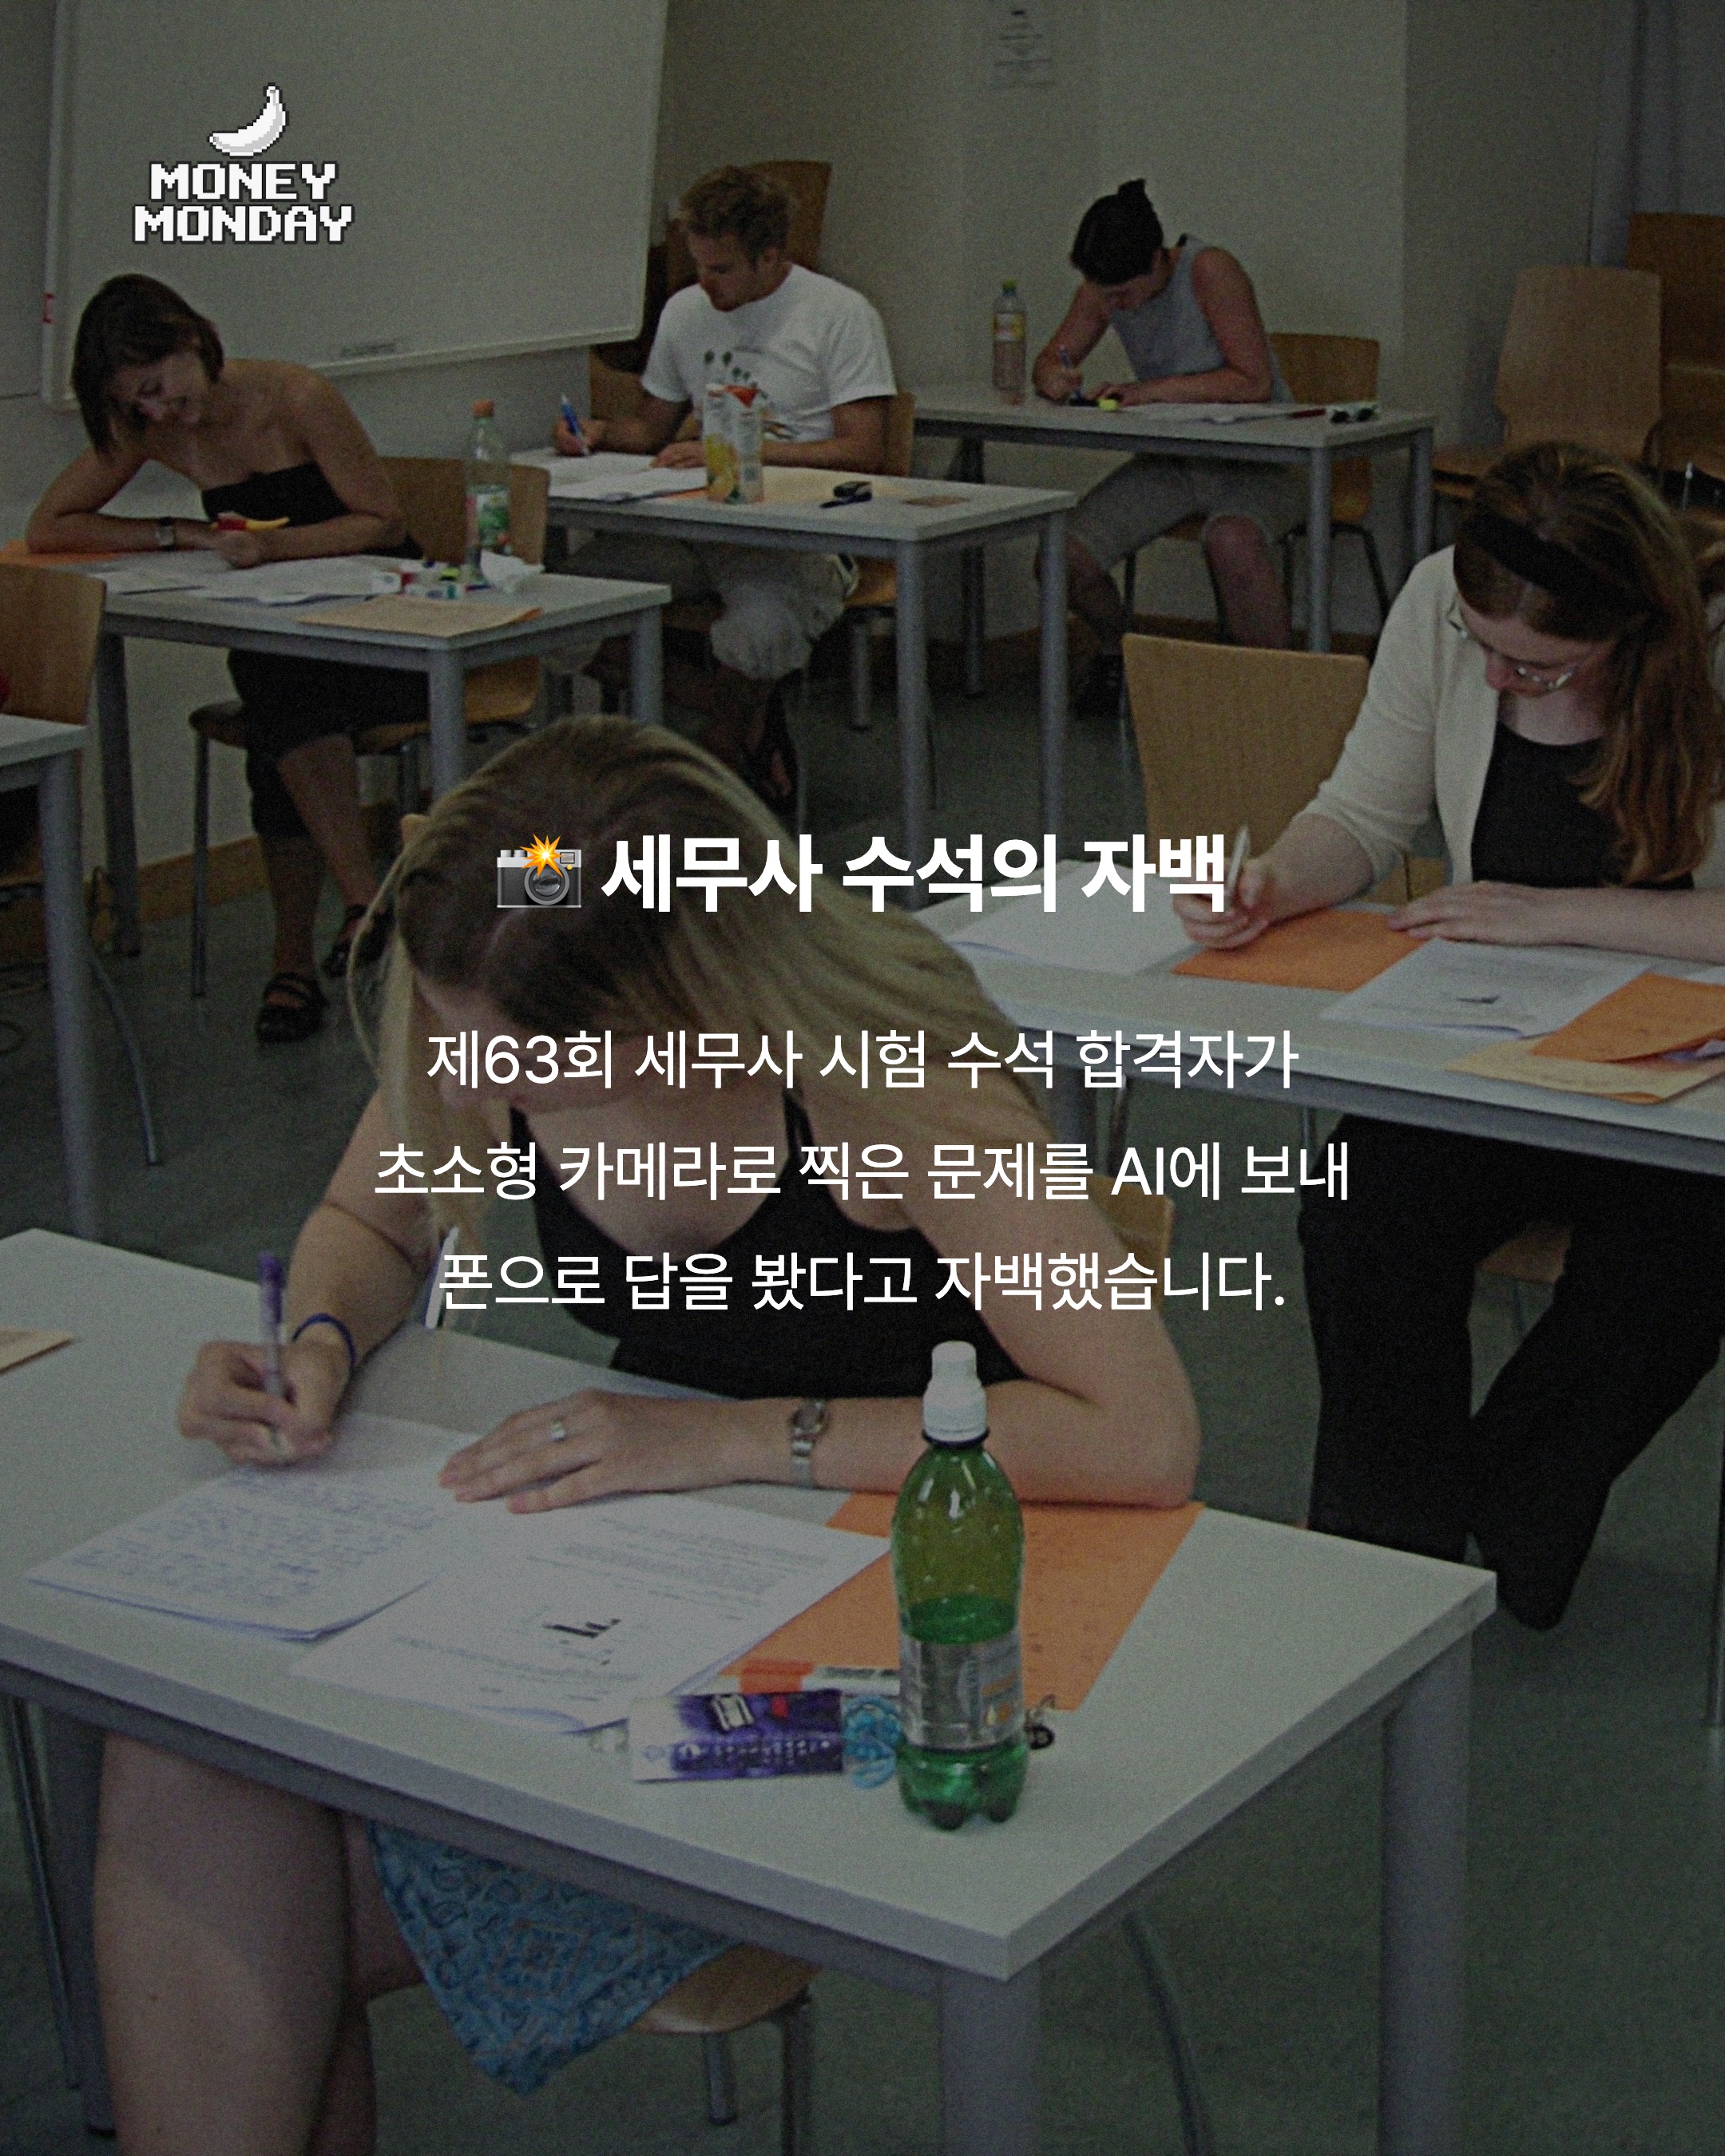 MONEY
MONDAY
📸 세무사 수석의 자백
제63회 세무사 시험 수석 합격자가
초소형 카메라로 찍은 문제를 AI에 보내
폰으로 답을 봤다고 자백했습니다.